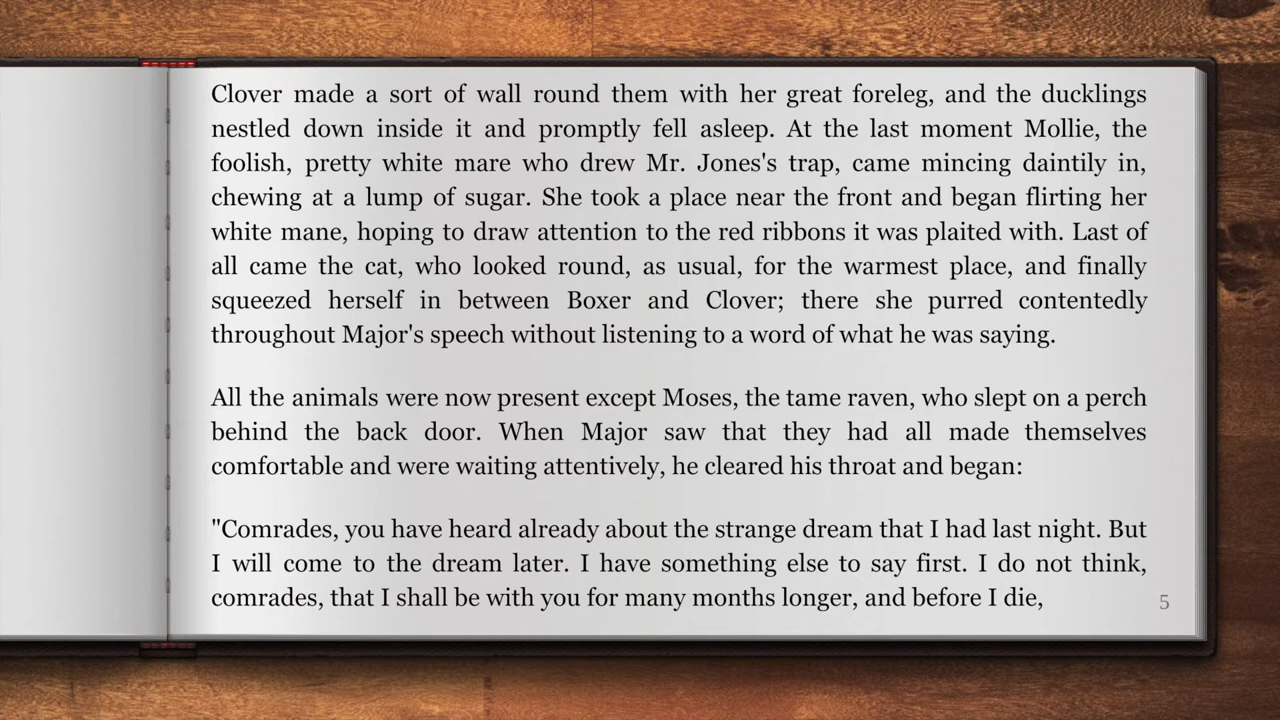 Clover made a sort of wall round them with her great foreleg, and the ducklings
nestled down inside it and promptly fell asleep. At the last moment Mollie, the
foolish, pretty white mare who drew Mr. Jones's trap, came mincing daintily in,
chewing at a lump of sugar. She took a place near the front and began flirting her
white mane, hoping to draw attention to the red ribbons it was plaited with. Last of
all came the cat, who looked round, as usual, for the warmest place, and finally
squeezed herself in between Boxer and Clover; there she purred contentedly
throughout Major's speech without listening to a word of what he was saying.
All the animals were now present except Moses, the tame raven, who slept on a perch
behind the back door. When Major saw that they had all made themselves
comfortable and were waiting attentively, he cleared his throat and began:
"Comrades, you have heard already about the strange dream that I had last night. But
I will come to the dream later. I have something else to say first. I do not think,
comrades, that I shall be with you for many months longer, and before I die,
5